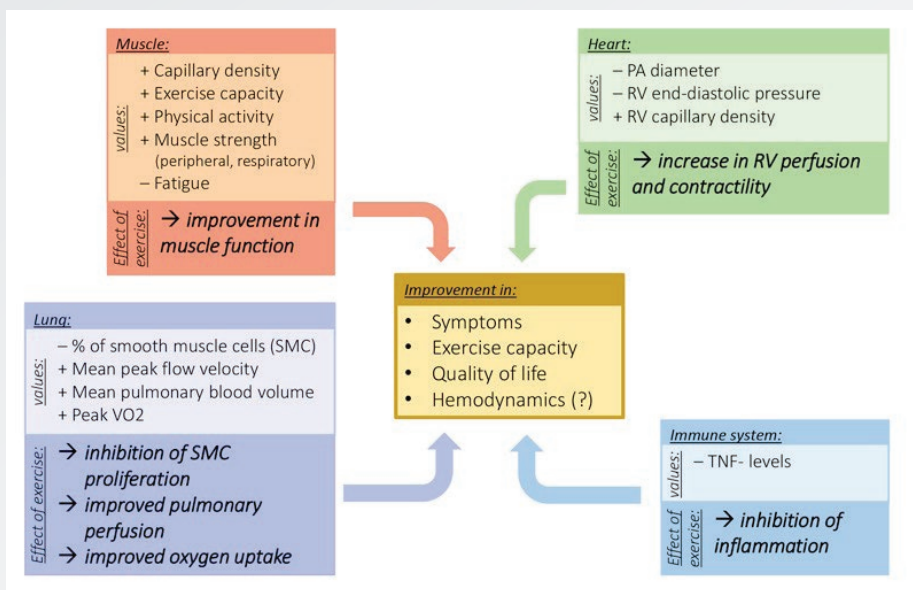 Muscle:
values:
+ Capillary density
+ Exercise capacity
+ Physical activity
+ Muscle strength
(peripheral, respiratory)
– Fatigue
Effect of
exercise:
→ improvement in
muscle function
Heart:
values:
– PA diameter
– RV end-diastolic pressure
+ RV capillary density
Effect of
exercise:
→ increase in RV perfusion
and contractility
Improvement in:
• Symptoms
• Exercise capacity
• Quality of life
• Hemodynamics (?)
Lung:
values:
– % of smooth muscle cells (SMC)
+ Mean peak flow velocity
+ Mean pulmonary blood volume
+ Peak VO2
Effect of exercise:
→ inhibition of SMC
proliferation
→ improved pulmonary
perfusion
→ improved oxygen uptake
Immune system:
values:
– TNF- levels
Effect of
exercise:
→ inhibition of
inflammation